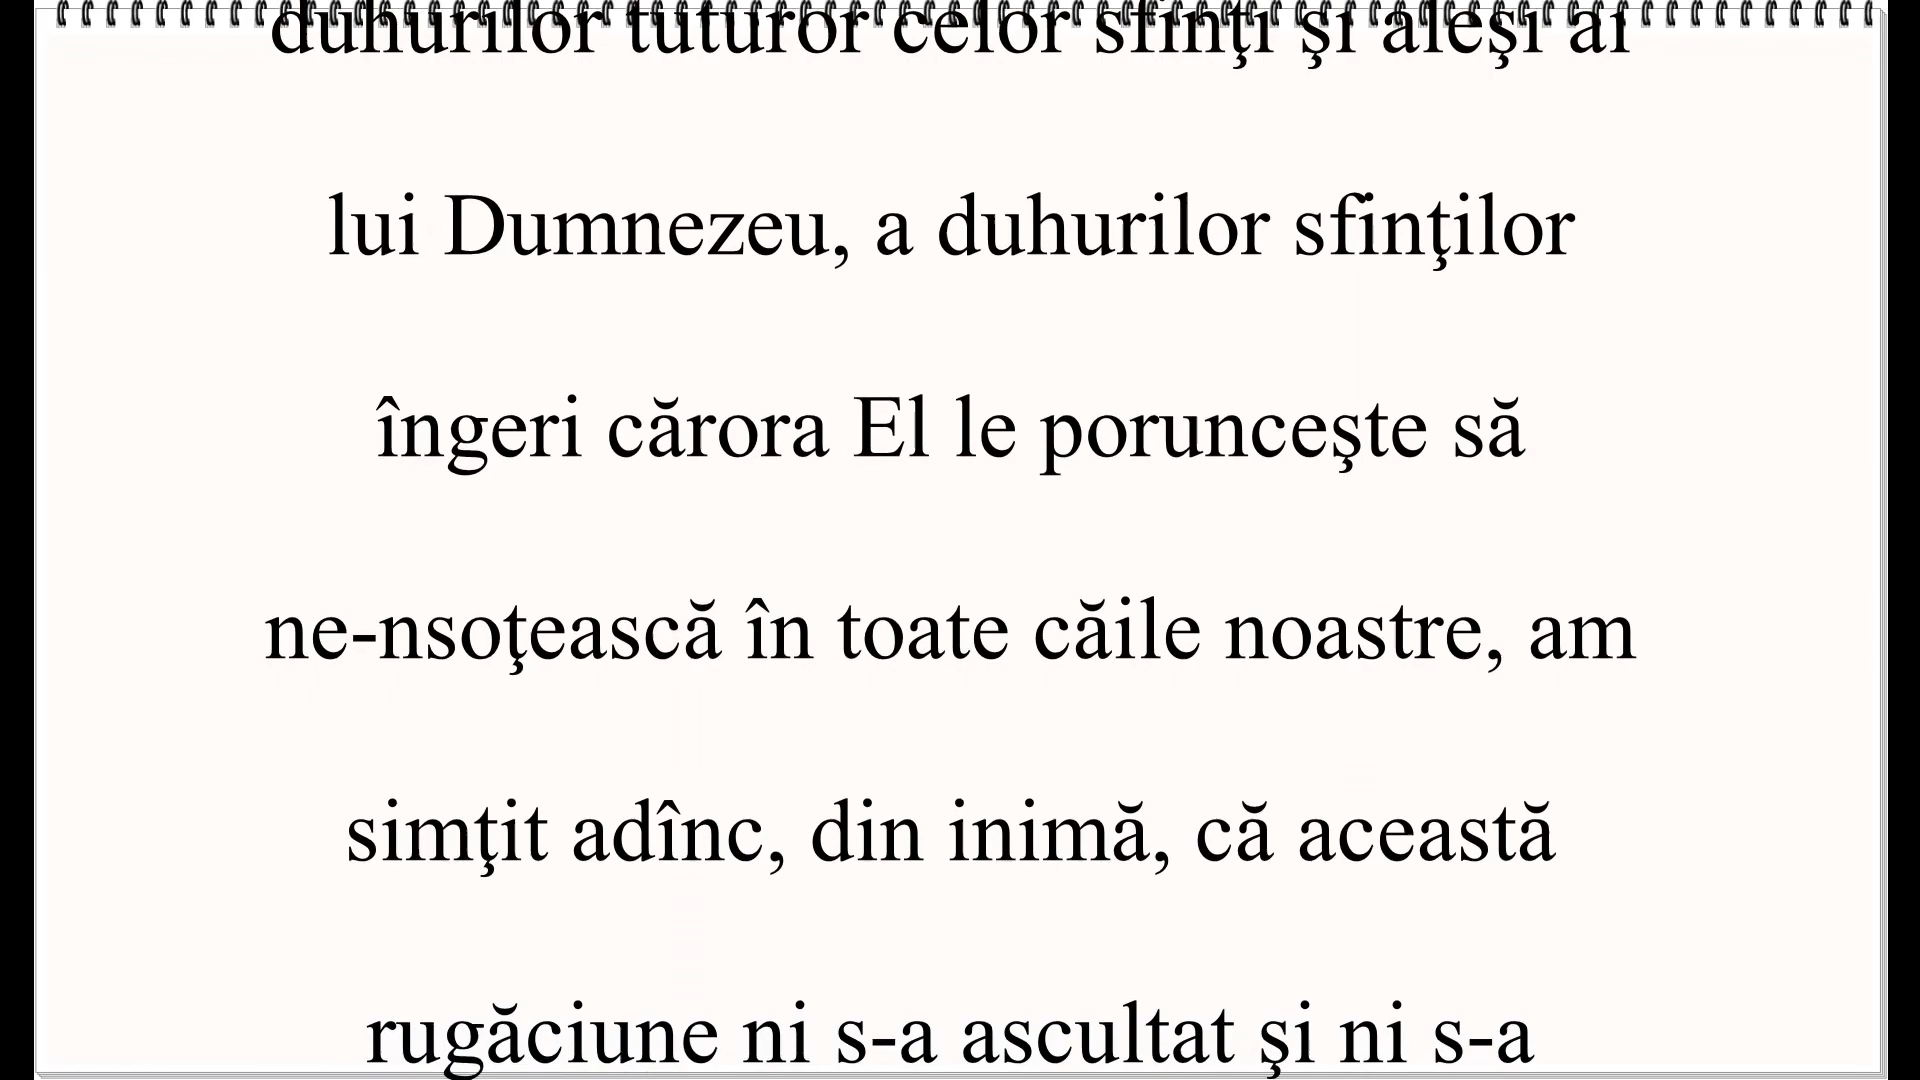 duhurilor tuturor celor sfinţi şi aleşi ai
lui Dumnezeu, a duhurilor sfinţilor
îngeri cărora El le porunceşte să
ne-nsoţească în toate căile noastre, am
simţit adînc, din inimă, că această
rugăciune ni s-a ascultat şi ni s-a